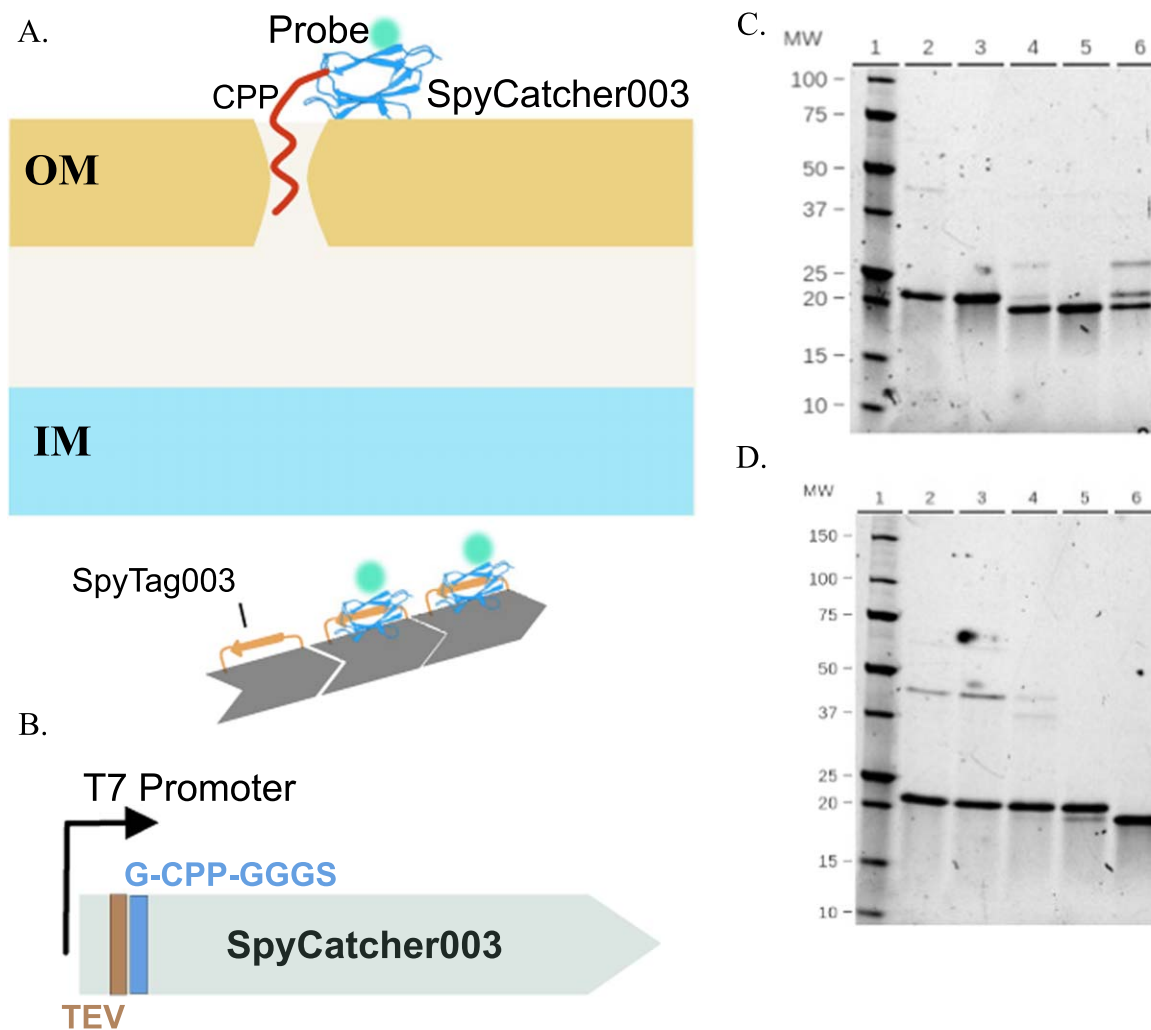 A.
Probe
CPP
SpyCatcher003
OM
IM
SpyTag003
B.
T7 Promoter
G-CPP-GGGS
SpyCatcher003
TEV
C.
MW 1 2 3 4 5 6
100
75
50
37
25
20
15
10
D.
MW 1 2 3 4 5 6
150
100
75
50
37
25
20
15
10